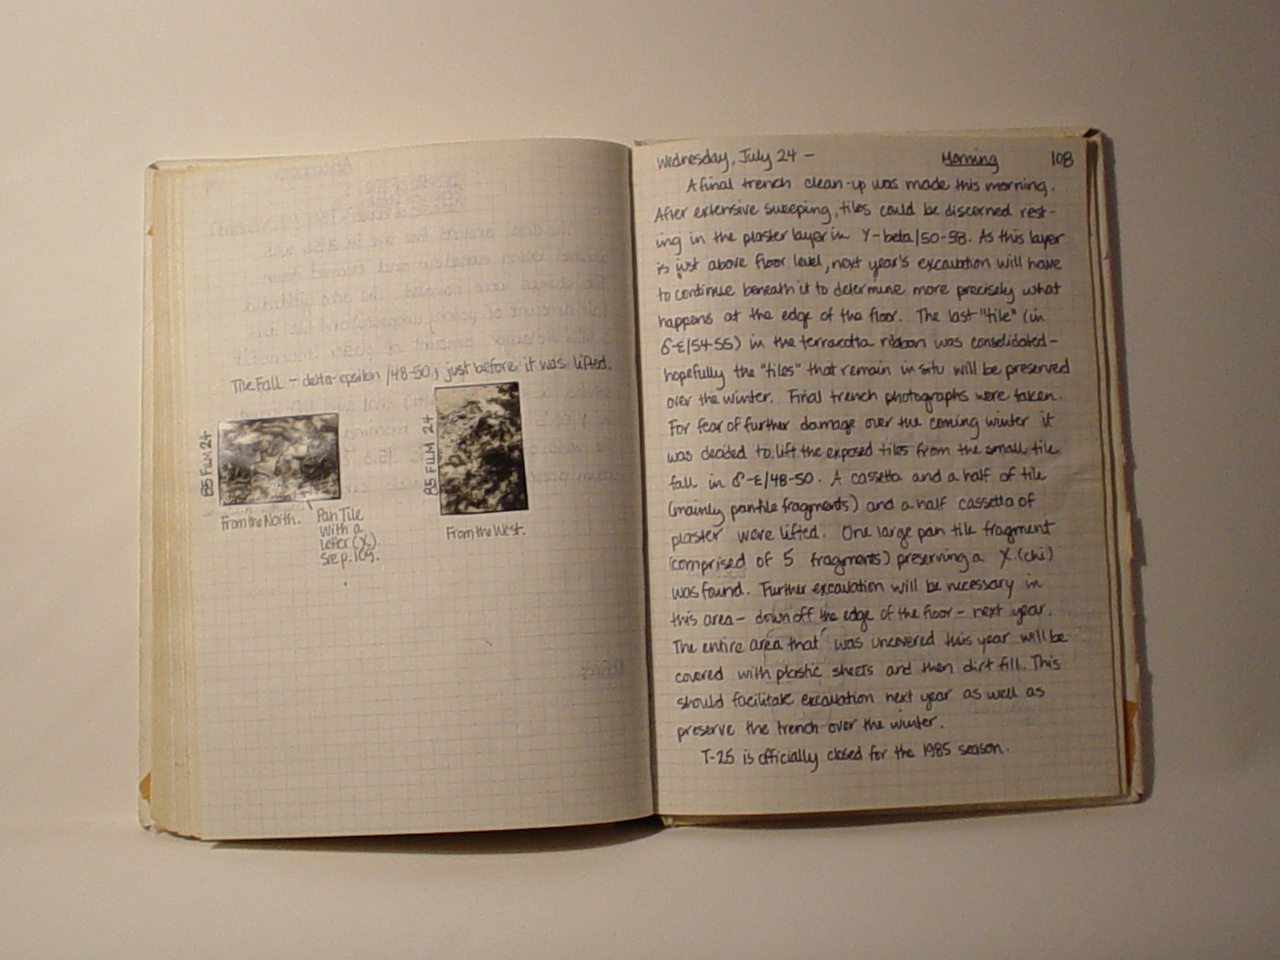 The Fall - delta-epsilon /48-50, just before it was lifted.
85 FILM 24
From the North.
Pan Tile
With a
letter (X).
See p. 109.
85 FILM 24
From the West.
Wednesday, July 24 - Morning 108
A final trench clean-up was made this morning.
After extensive sweeping, tiles could be discerned rest-
ing in the plaster layer in γ-beta/50-58. As this layer
is just above floor level, next year's excavation will have
to continue beneath it to determine more precisely what
happens at the edge of the floor. The last "tile" (in
δ-ε/54-55) in the terracotta ribbon was consolidated-
hopefully the "tiles" that remain in situ will be preserved
over the winter. Final trench photographs were taken.
For fear of further damage over the coming winter it
was decided to lift the exposed tiles from the small tile
fall in δ-ε/48-50. A cassetta and a half of tile
(mainly pantile fragments) and a half cassetta of
plaster were lifted. One large pan tile fragment
(comprised of 5 fragments) preserving a X (chi)
was found. Further excavation will be necessary in
this area - down off the edge of the floor - next year.
The entire area that was uncovered this year will be
covered with plastic sheets and then dirt fill. This
should facilitate excavation next year as well as
preserve the trench over the winter.
T-25 is officially closed for the 1985 season.